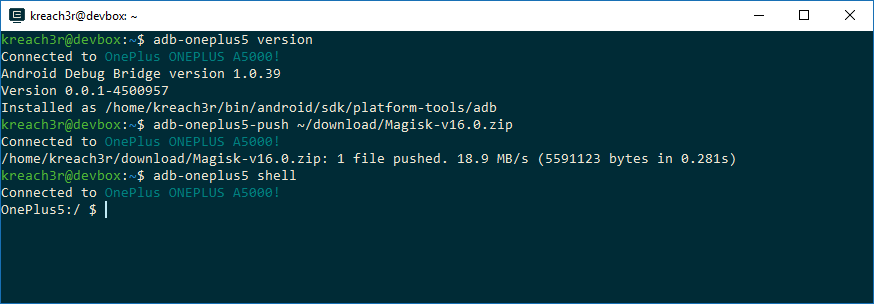 kreach3r@devbox: ~
kreach3r@devbox:~$ adb-oneplus5 version
Connected to OnePlus ONEPLUS A5000!
Android Debug Bridge version 1.0.39
Version 0.0.1-4500957
Installed as /home/kreach3r/bin/android/sdk/platform-tools/adb
kreach3r@devbox:~$ adb-oneplus5-push ~/download/Magisk-v16.0.zip
Connected to OnePlus ONEPLUS A5000!
/home/kreach3r/download/Magisk-v16.0.zip: 1 file pushed. 18.9 MB/s (5591123 bytes in 0.281s)
kreach3r@devbox:~$ adb-oneplus5 shell
Connected to OnePlus ONEPLUS A5000!
OnePlus5:/ $